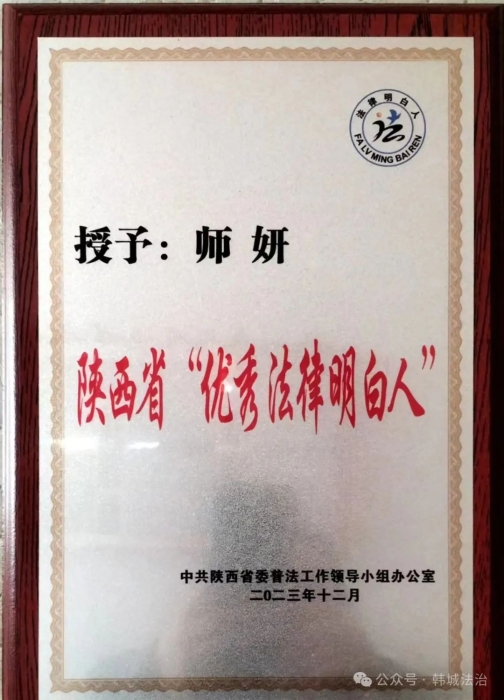 法律明白人
法
FA LV MING BAI REN
授予：师 妍
陕西省“优秀法律明白人”
中共陕西省委普法工作领导小组办公室
二〇二三年十二月
公众号·韩城法治